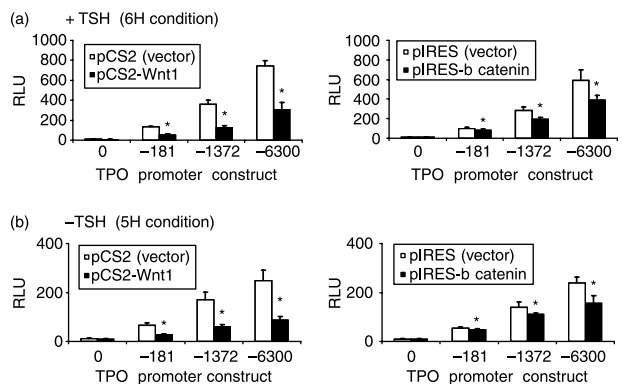 (a) + TSH (6H condition)
1000
800
600
400
200
0
RLU
pCS2 (vector)
pCS2-Wnt1
* * *
0 –181 –1372 –6300
TPO promoter construct
1000
800
600
400
200
0
RLU
pIRES (vector)
pIRES-b catenin
* * *
0 –181 –1372 –6300
TPO promoter construct
(b) –TSH (5H condition)
400
200
0
RLU
pCS2 (vector)
pCS2-Wnt1
* * *
0 –181 –1372 –6300
TPO promoter construct
400
200
0
RLU
pIRES (vector)
pIRES-b catenin
* * *
0 –181 –1372 –6300
TPO promoter construct